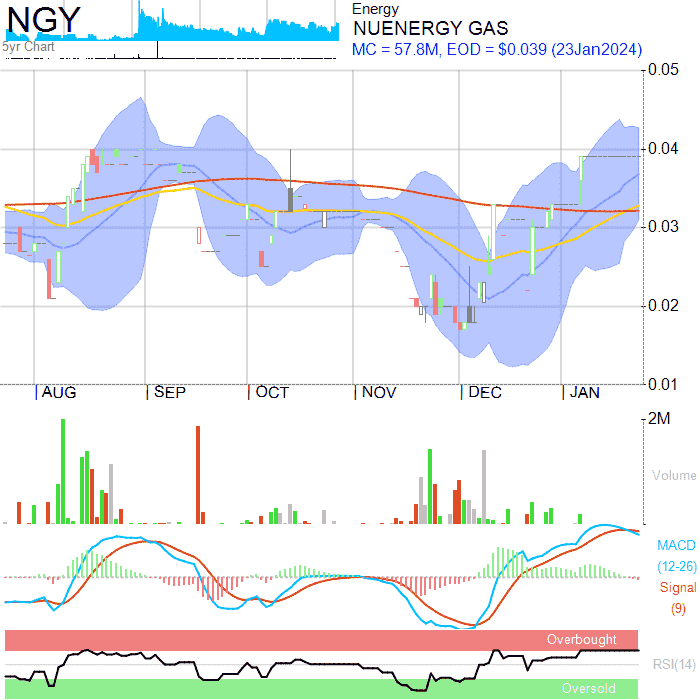 NGY
Energy
NUENERGY GAS
MC = 57.8M, EOD = $0.039 (23Jan2024)
5yr Chart
0.05
0.04
0.03
0.02
0.01
AUG SEP OCT NOV DEC JAN
2M
Volume
MACD
(12-26)
Signal
(9)
Overbought
RSI(14)
Oversold